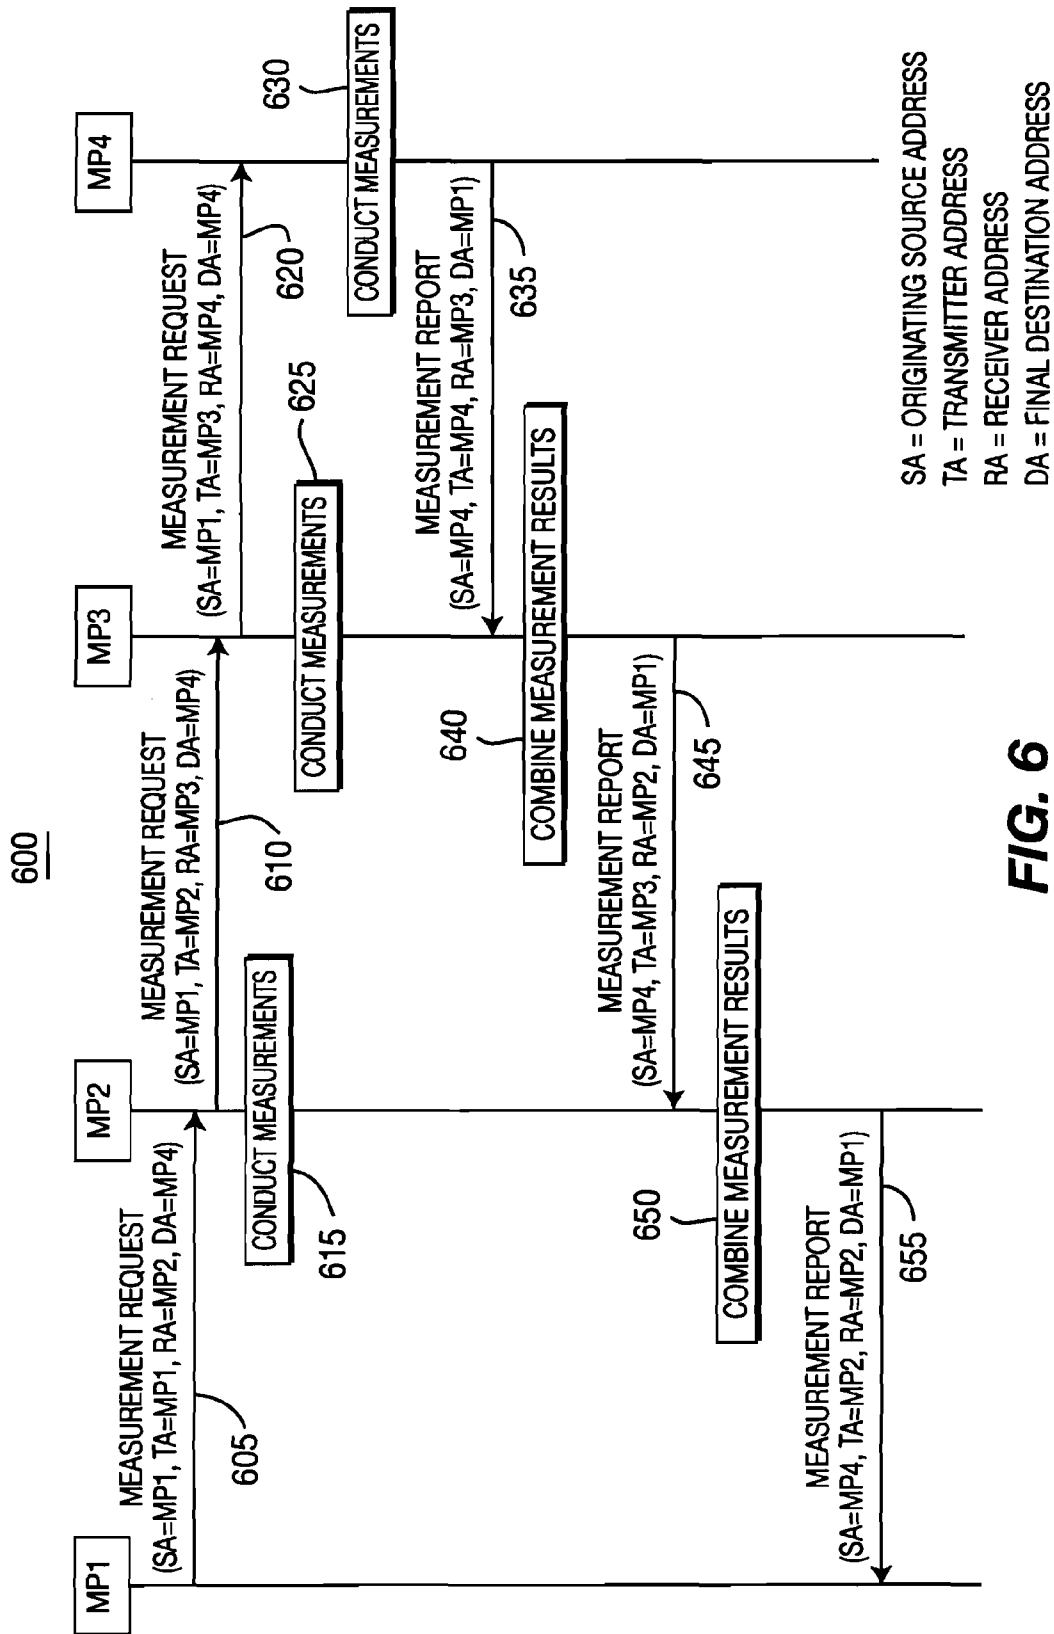 600
MP1
MP2
MP3
MP4
MEASUREMENT REQUEST
(SA=MP1, TA=MP1, RA=MP2, DA=MP4)
605
MEASUREMENT REQUEST
(SA=MP1, TA=MP2, RA=MP3, DA=MP4)
610
CONDUCT MEASUREMENTS
615
MEASUREMENT REQUEST
(SA=MP1, TA=MP3, RA=MP4, DA=MP4)
620
CONDUCT MEASUREMENTS
625
CONDUCT MEASUREMENTS
630
MEASUREMENT REPORT
(SA=MP4, TA=MP4, RA=MP3, DA=MP1)
635
COMBINE MEASUREMENT RESULTS
640
MEASUREMENT REPORT
(SA=MP4, TA=MP3, RA=MP2, DA=MP1)
645
COMBINE MEASUREMENT RESULTS
650
MEASUREMENT REPORT
(SA=MP4, TA=MP2, RA=MP2, DA=MP1)
655
SA = ORIGINATING SOURCE ADDRESS
TA = TRANSMITTER ADDRESS
RA = RECEIVER ADDRESS
DA = FINAL DESTINATION ADDRESS
FIG. 6